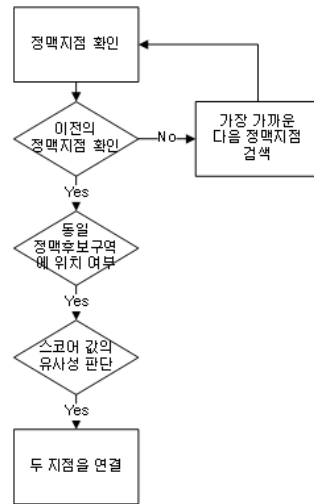 정맥지점 확인
이전의
정맥지점 확인
No
가장 가까운
다음 정맥지점
검색
Yes
동일
정맥후보구역
에 위치 여부
Yes
스코어 값의
유사성 판단
Yes
두 지점을 연결